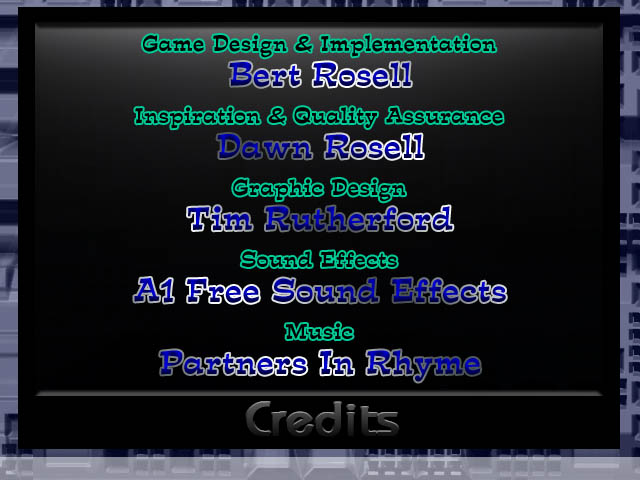 Game Design & Implementation
Bert Rosell
Inspiration & Quality Assurance
Dawn Rosell
Graphic Design
Tim Rutherford
Sound Effects
A1 Free Sound Effects
Music
Partners In Rhyme
Credits